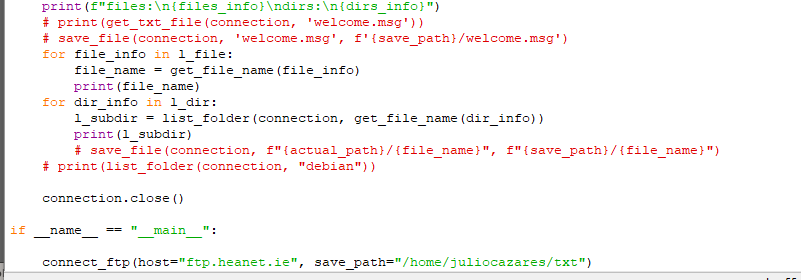 print(f"files:\n{files_info}\ndirs:\n{dirs_info}")
    # print(get_txt_file(connection, 'welcome.msg'))
    # save_file(connection, 'welcome.msg', f'{save_path}/welcome.msg')
    for file_info in l_file:
        file_name = get_file_name(file_info)
        print(file_name)
    for dir_info in l_dir:
        l_subdir = list_folder(connection, get_file_name(dir_info))
        print(l_subdir)
        # save_file(connection, f"{actual_path}/{file_name}", f"{save_path}/{file_name}")
    # print(list_folder(connection, "debian"))
    connection.close()
if __name__ == "__main__":
    connect_ftp(host="ftp.heanet.ie", save_path="/home/juliocazares/txt")